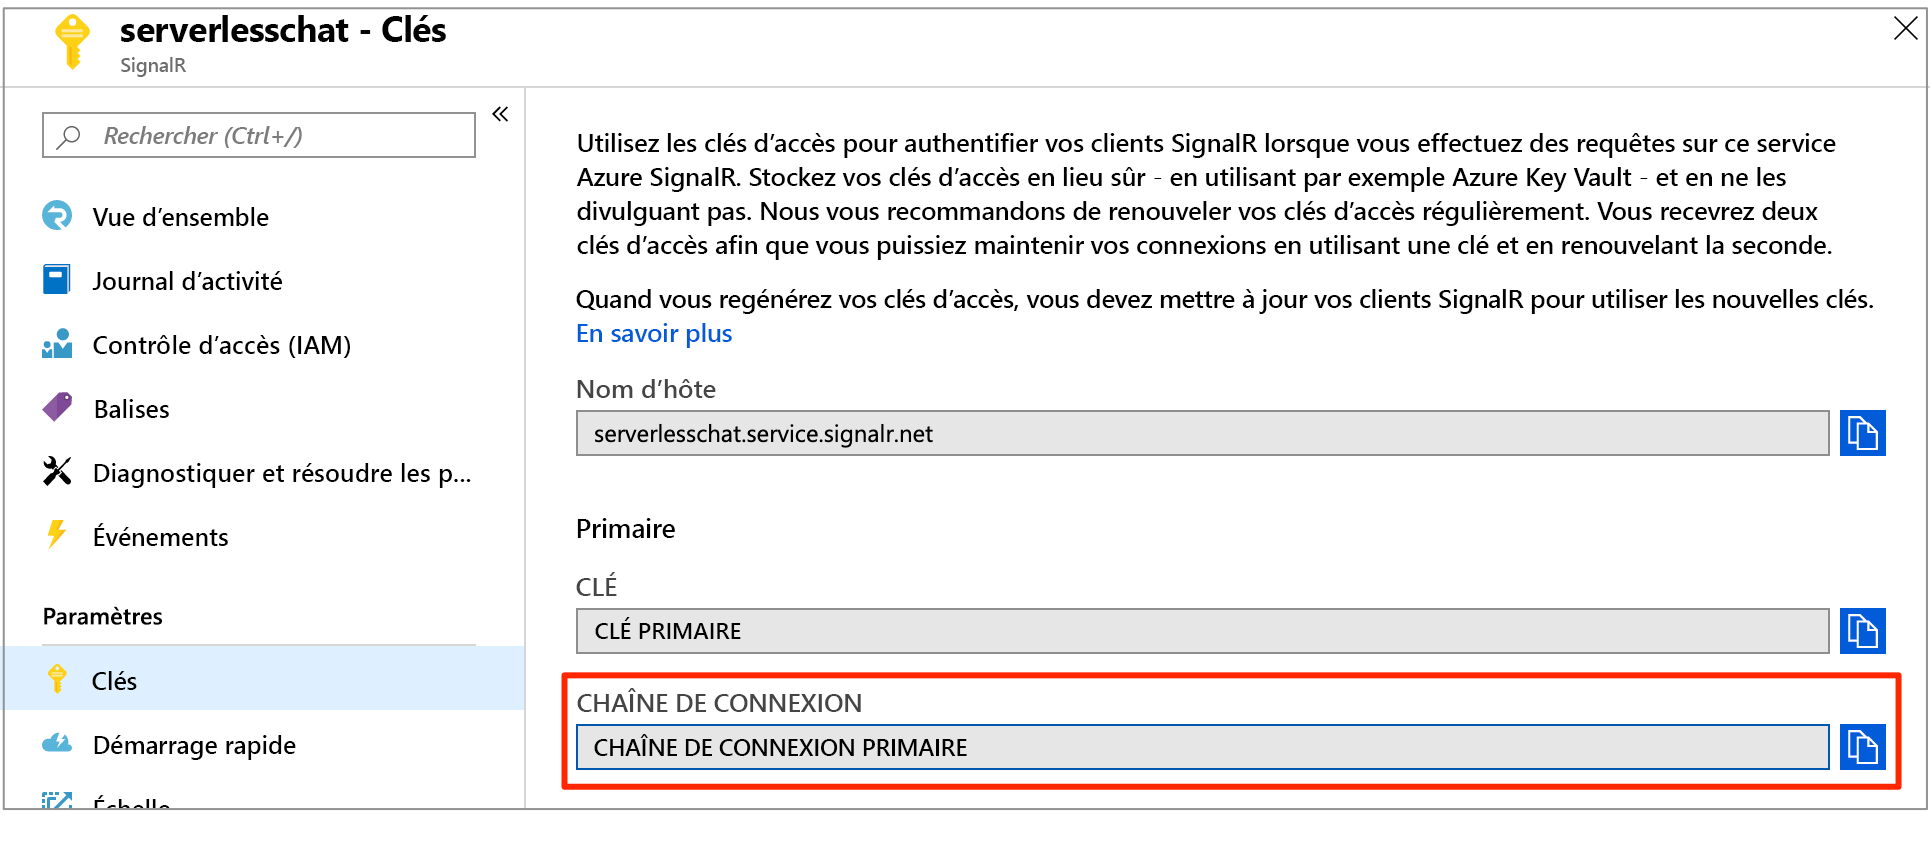 serverlesschat - Clés
SignalR
Rechercher (Ctrl+/)
Vue d’ensemble
Journal d’activité
Contrôle d’accès (IAM)
Balises
Diagnostiquer et résoudre les p...
Événements
Paramètres
Clés
Démarrage rapide
Échelle
Utilisez les clés d’accès pour authentifier vos clients SignalR lorsque vous effectuez des requêtes sur ce service
Azure SignalR. Stockez vos clés d’accès en lieu sûr - en utilisant par exemple Azure Key Vault - et en ne les
divulguant pas. Nous vous recommandons de renouveler vos clés d’accès régulièrement. Vous recevrez deux
clés d’accès afin que vous puissiez maintenir vos connexions en utilisant une clé et en renouvelant la seconde.
Quand vous regénérez vos clés d’accès, vous devez mettre à jour vos clients SignalR pour utiliser les nouvelles clés.
En savoir plus
Nom d’hôte
serverlesschat.service.signalr.net
Primaire
CLÉ
CLÉ PRIMAIRE
CHAÎNE DE CONNEXION
CHAÎNE DE CONNEXION PRIMAIRE